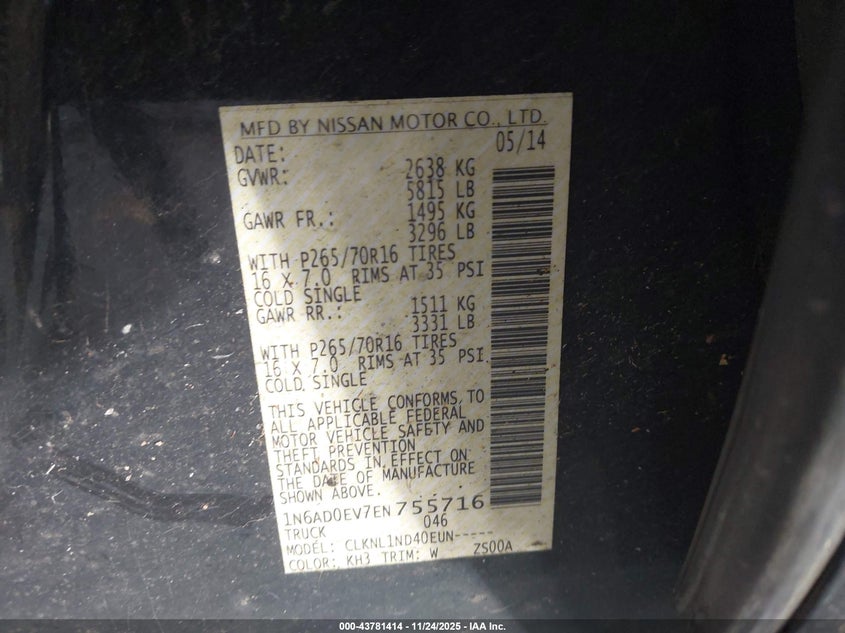 MFD BY NISSAN MOTOR CO., LTD.
DATE: 05/14
GVWR: 2638 KG
5815 LB
GAWR FR.: 1495 KG
3296 LB
WITH P265/70R16 TIRES
16 X 7.0 RIMS AT 35 PSI
COLD SINGLE
GAWR RR.: 1511 KG
3331 LB
WITH P265/70R16 TIRES
16 X 7.0 RIMS AT 35 PSI
COLD SINGLE
THIS VEHICLE CONFORMS TO
ALL APPLICABLE FEDERAL
MOTOR VEHICLE SAFETY AND
THEFT PREVENTION
STANDARDS IN EFFECT ON
THE DATE OF MANUFACTURE
SHOWN ABOVE.
1N6AD0EV7EN755716
TRUCK 046
MODEL: CLKNL1ND40EUN-----
COLOR: KH3 TRIM: W ZS00A
000-43781414 - 11/24/2025 - IAA Inc.